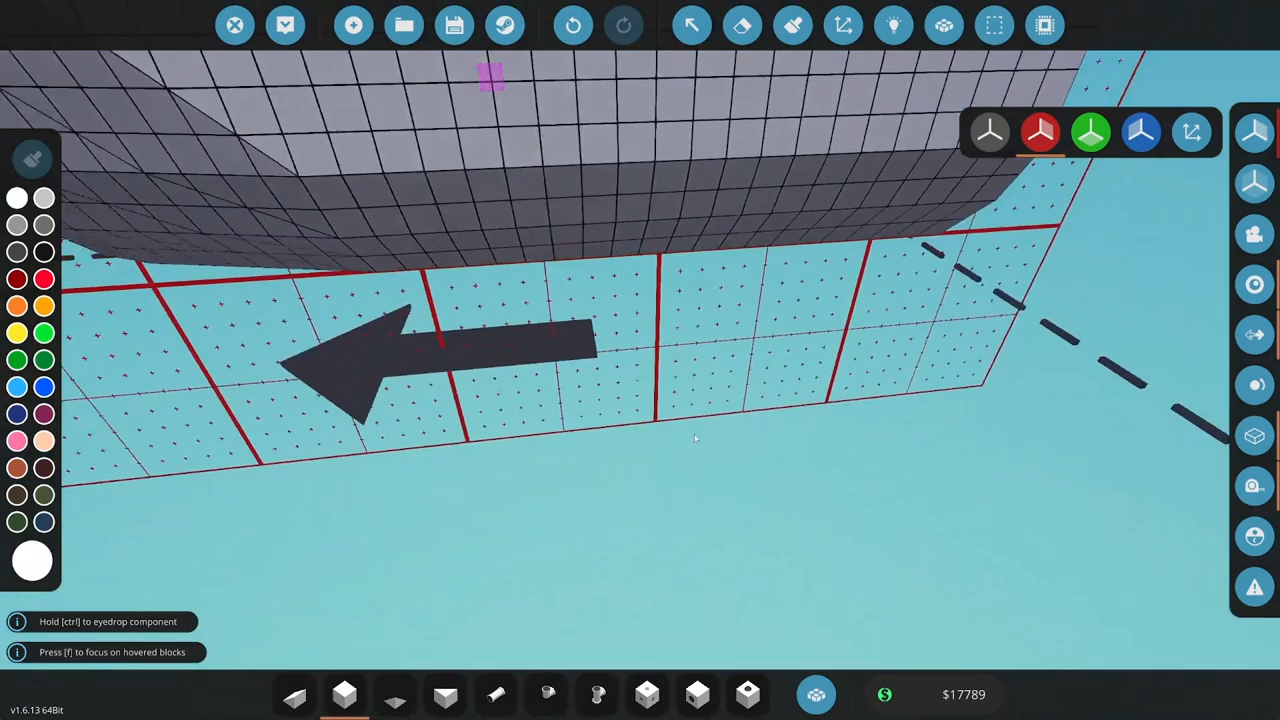 Hold [ctrl] to eyedrop component
Press [f] to focus on hovered blocks
v1.6.13 64Bit
$17789